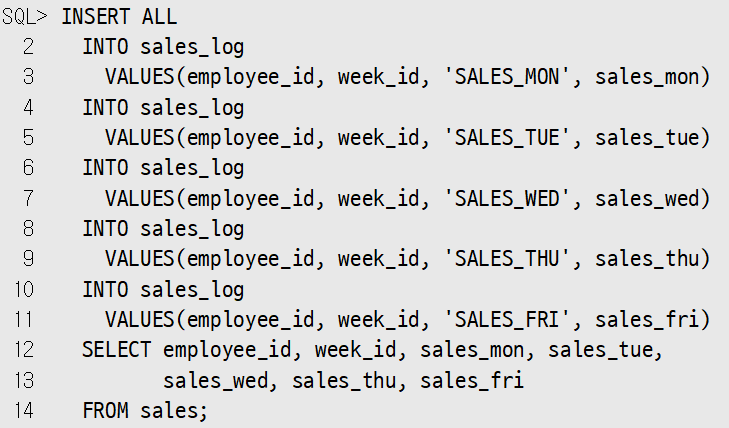 SQL> INSERT ALL
2 INTO sales_log
3 VALUES(employee_id, week_id, 'SALES_MON', sales_mon)
4 INTO sales_log
5 VALUES(employee_id, week_id, 'SALES_TUE', sales_tue)
6 INTO sales_log
7 VALUES(employee_id, week_id, 'SALES_WED', sales_wed)
8 INTO sales_log
9 VALUES(employee_id, week_id, 'SALES_THU', sales_thu)
10 INTO sales_log
11 VALUES(employee_id, week_id, 'SALES_FRI', sales_fri)
12 SELECT employee_id, week_id, sales_mon, sales_tue,
13 sales_wed, sales_thu, sales_fri
14 FROM sales;